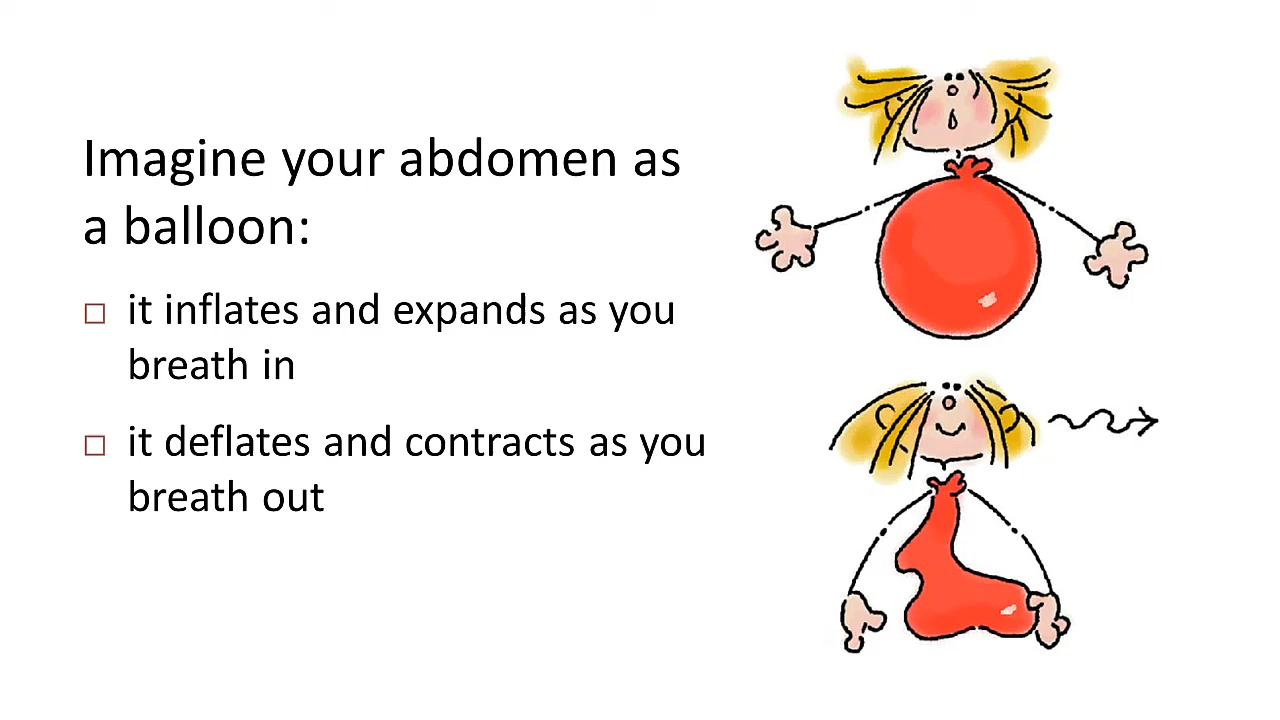 Imagine your abdomen as
a balloon:
it inflates and expands as you
breath in
it deflates and contracts as you
breath out